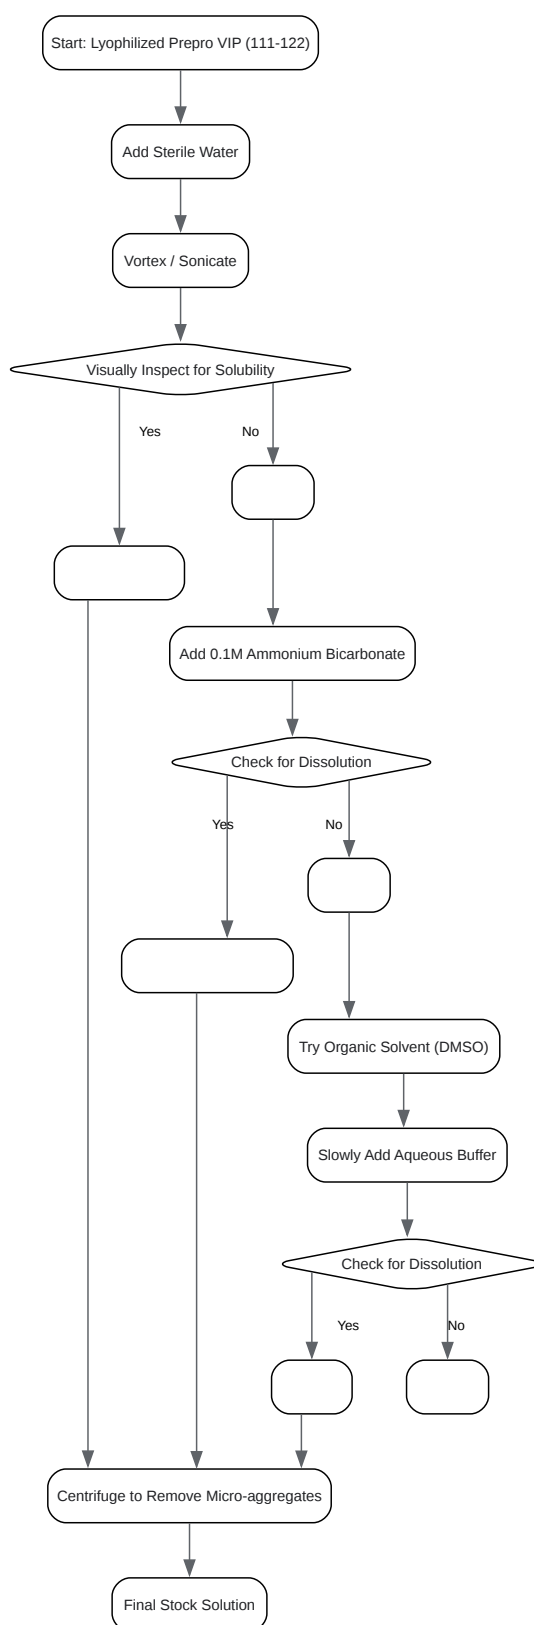 Start: Lyophilized Prepro VIP (111-122)
Add Sterile Water
Vortex / Sonicate
Visually Inspect for Solubility
Yes
No
Add 0.1M Ammonium Bicarbonate
Check for Dissolution
Yes
No
Try Organic Solvent (DMSO)
Slowly Add Aqueous Buffer
Check for Dissolution
Yes
No
Centrifuge to Remove Micro-aggregates
Final Stock Solution